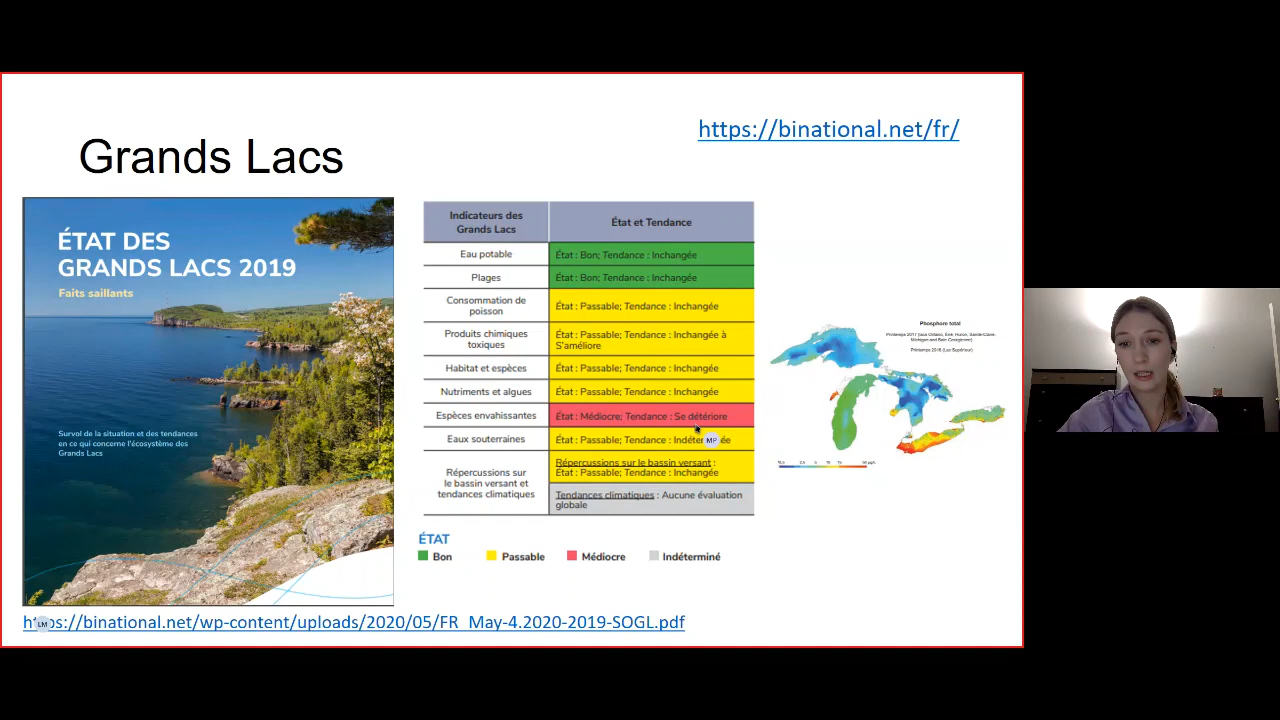 https://binational.net/fr/
Grands Lacs
ÉTAT DES
GRANDS LACS 2019
Faits saillants
Survol de la situation et des tendances
en ce qui concerne l'écosystème des
Grands Lacs
Indicateurs des
Grands Lacs
État et Tendance
Eau potable
État : Bon; Tendance : Inchangée
Plages
État : Bon; Tendance : Inchangée
Consommation de
poisson
État : Passable; Tendance : Inchangée
Produits chimiques
toxiques
État : Passable; Tendance : Inchangée à
S'améliore
Habitat et espèces
État : Passable; Tendance : Inchangée
Nutriments et algues
État : Passable; Tendance : Inchangée
Espèces envahissantes
État : Médiocre; Tendance : Se détériore
Eaux souterraines
État : Passable; Tendance :
MP
Répercussions sur
le bassin versant et
tendances climatiques
Répercussions sur le bassin versant :
État : Passable; Tendance : Inchangée
Tendances climatiques : Aucune évaluation
globale
ÉTAT
Bon
Passable
Médiocre
Indéterminé
Phosphore total
Printemps 2018 (Lac Supérieur)
LM
https://binational.net/wp-content/uploads/2020/05/FR_May-4.2020-2019-SOGL.pdf